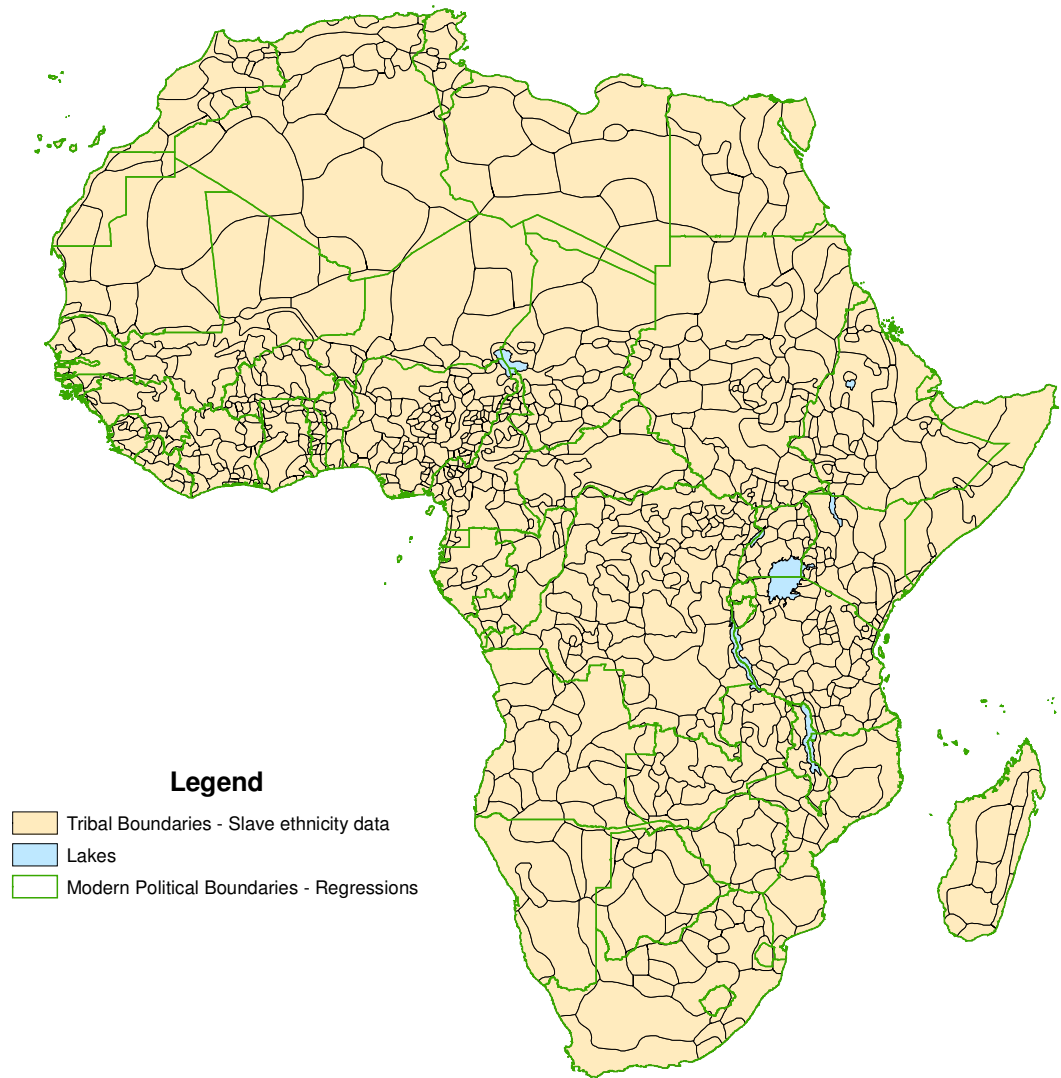 Legend
Tribal Boundaries - Slave ethnicity data
Lakes
Modern Political Boundaries - Regressions